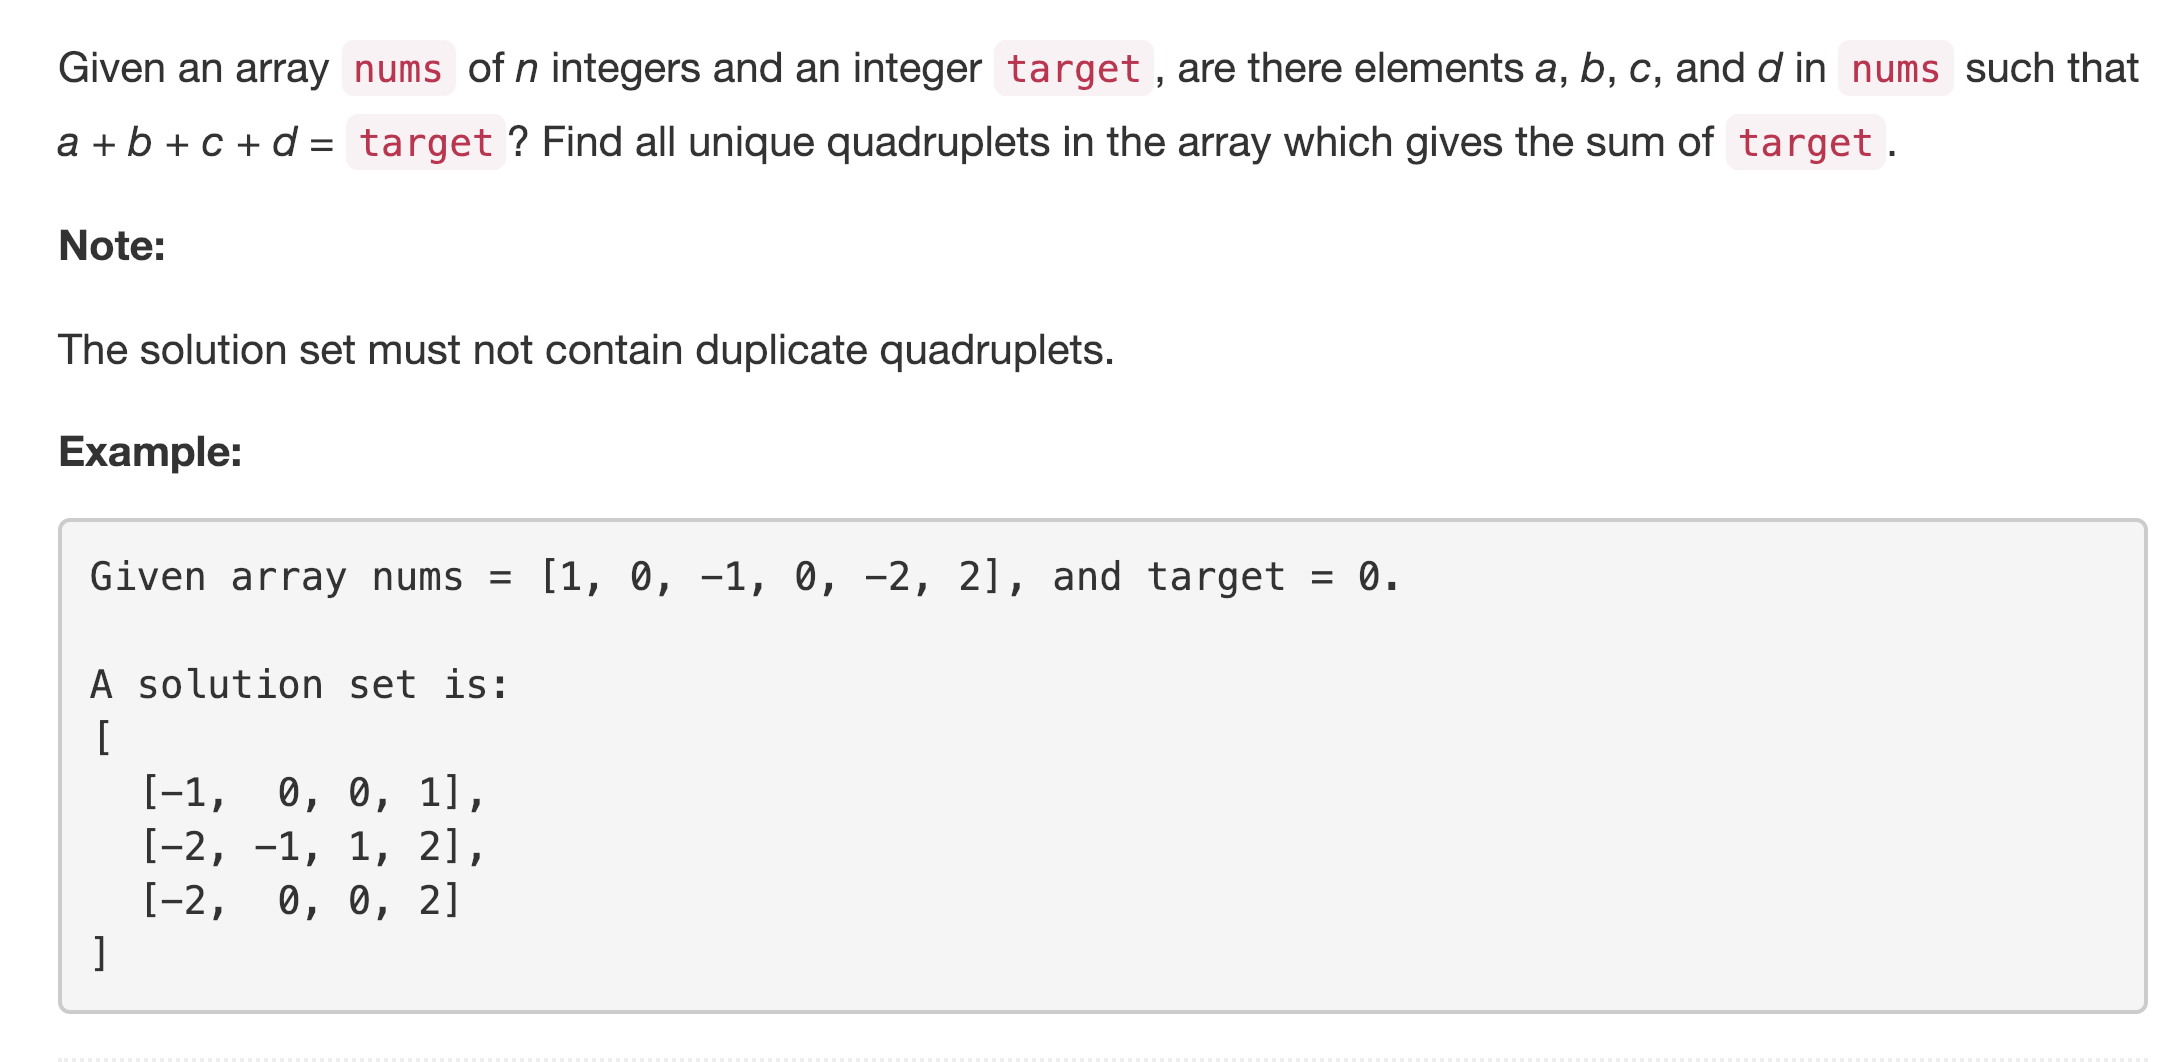 Given an array nums of n integers and an integer target, are there elements a, b, c, and d in nums such that
a + b + c + d = target? Find all unique quadruplets in the array which gives the sum of target.
Note:
The solution set must not contain duplicate quadruplets.
Example:
Given array nums = [1, 0, −1, 0, −2, 2], and target = 0.
A solution set is:
[
[−1,  0, 0, 1],
[−2, −1, 1, 2],
[−2,  0, 0, 2]
]